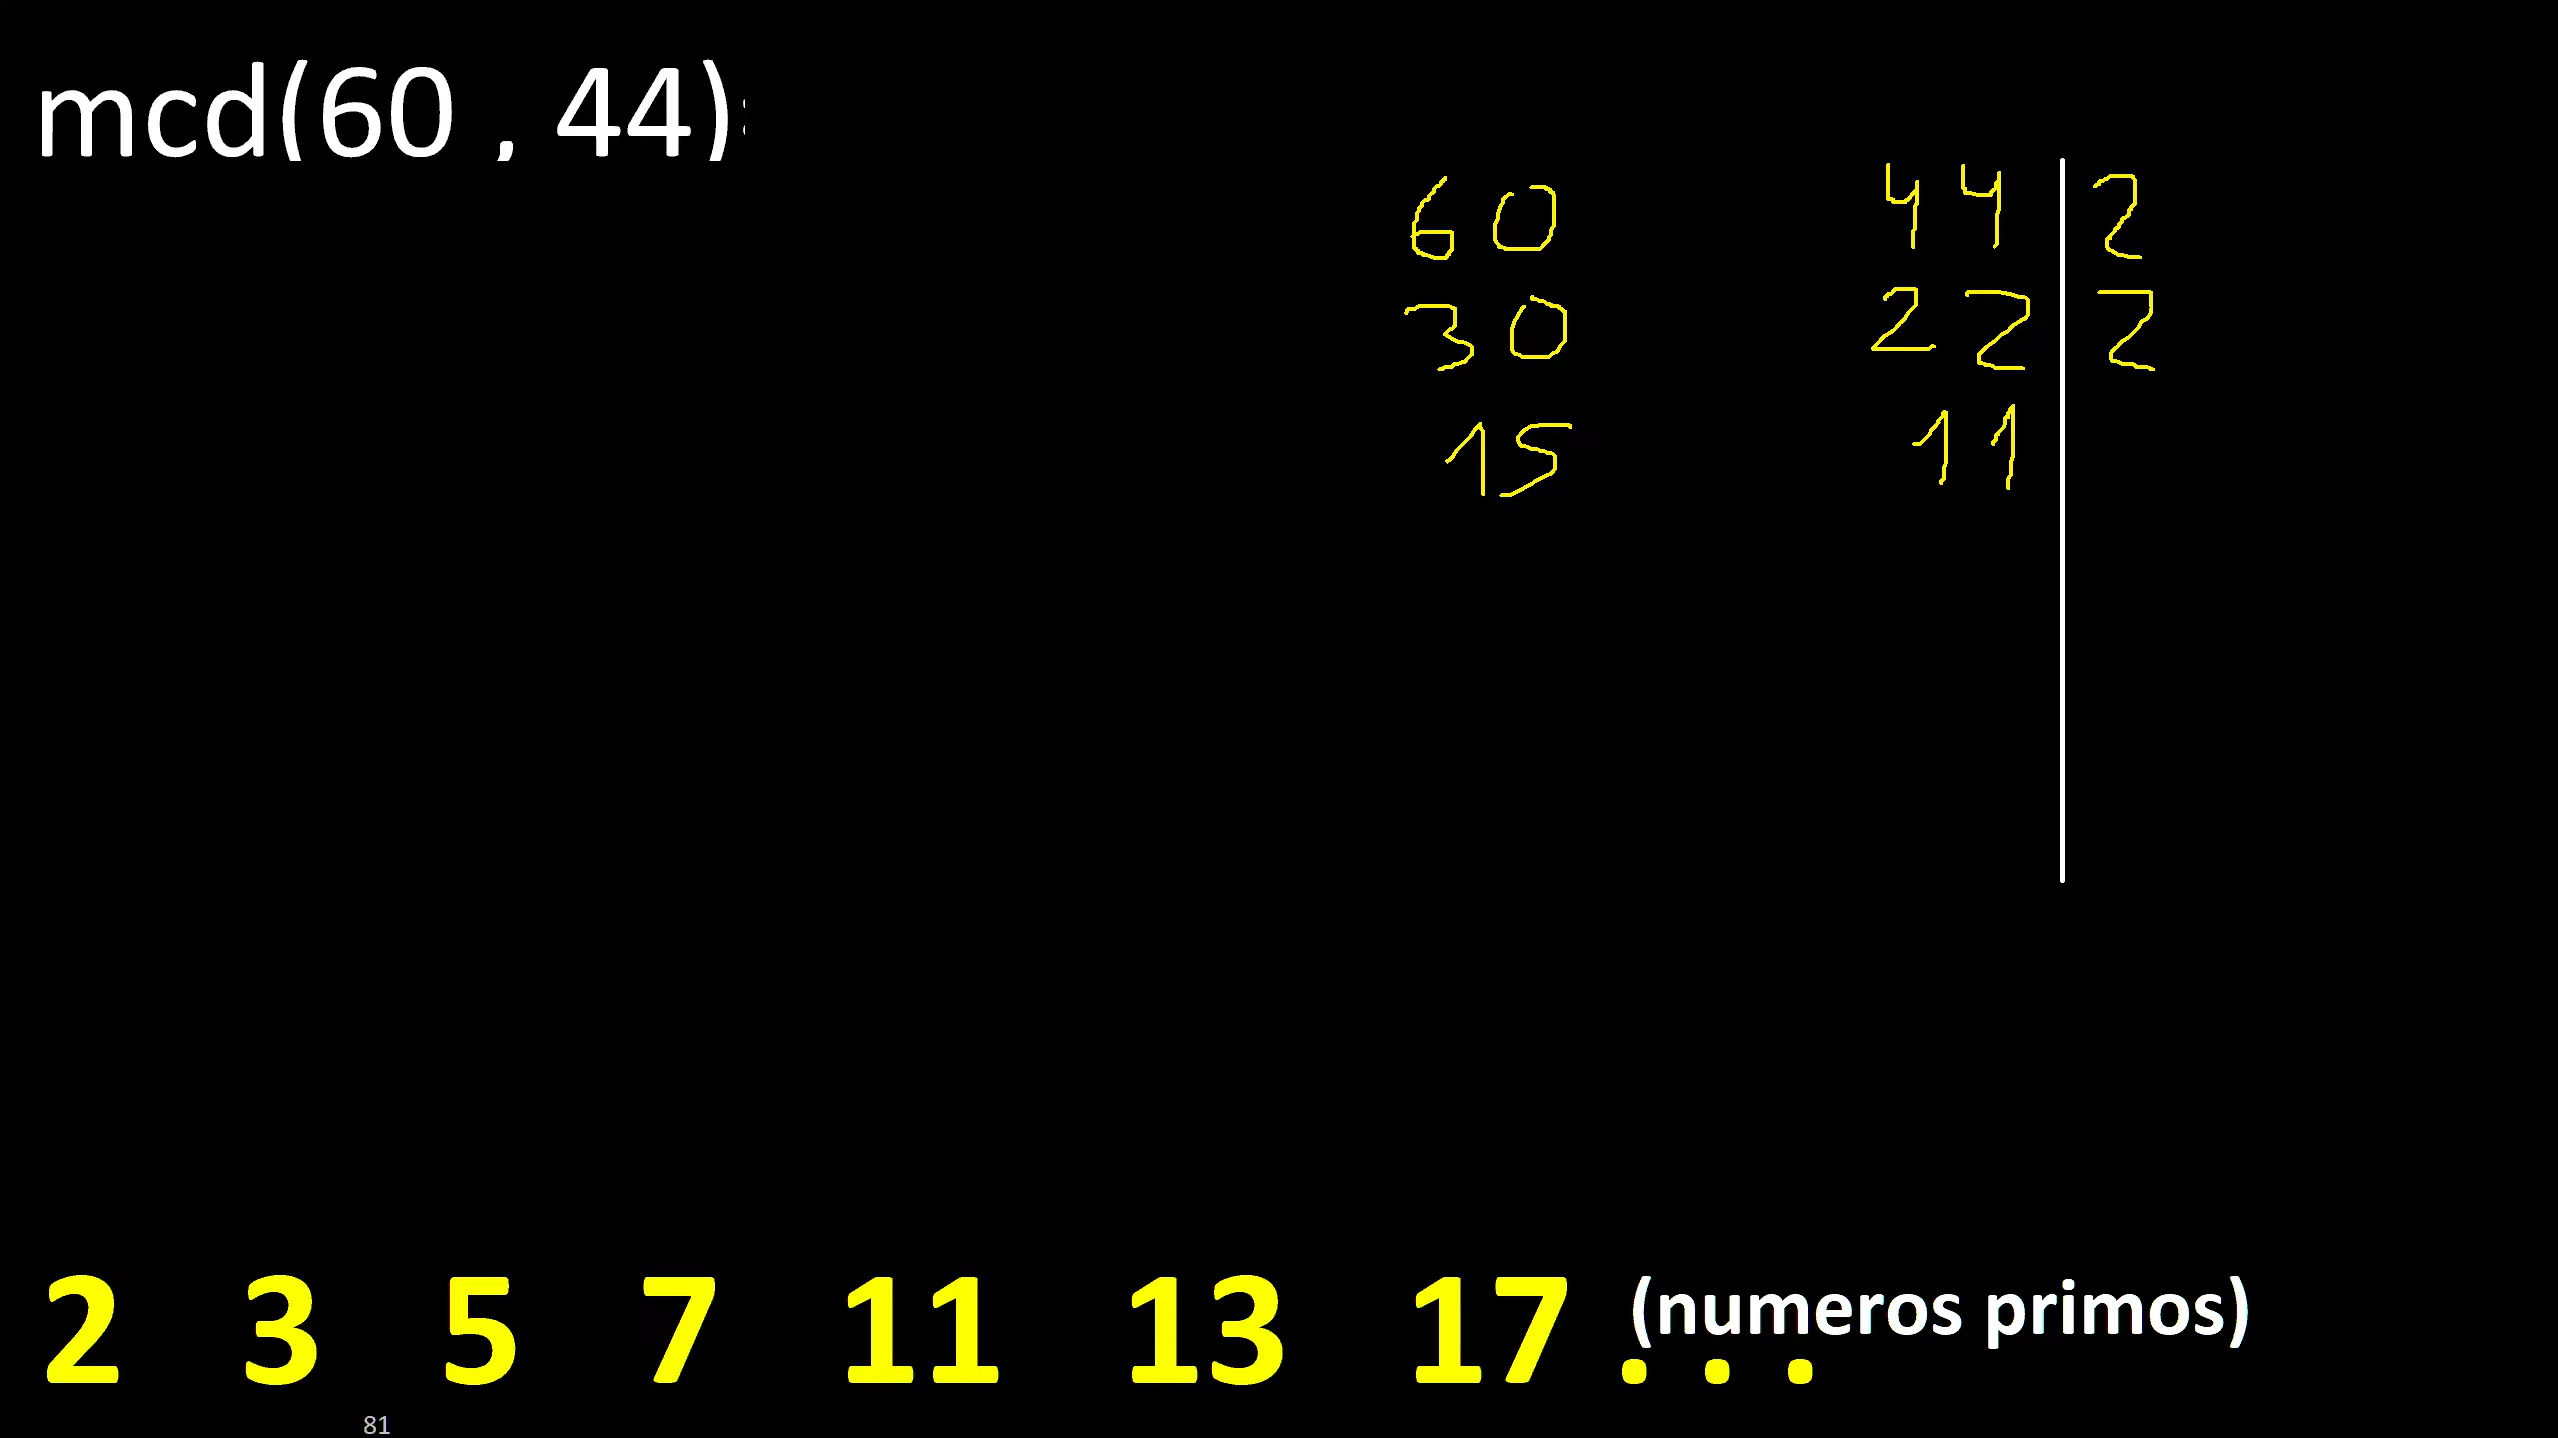 mcd(60 , 44)=
60 44 2
30 22 2
15 11
2 3 5 7 11 13 17 . . . (numeros primos)
81